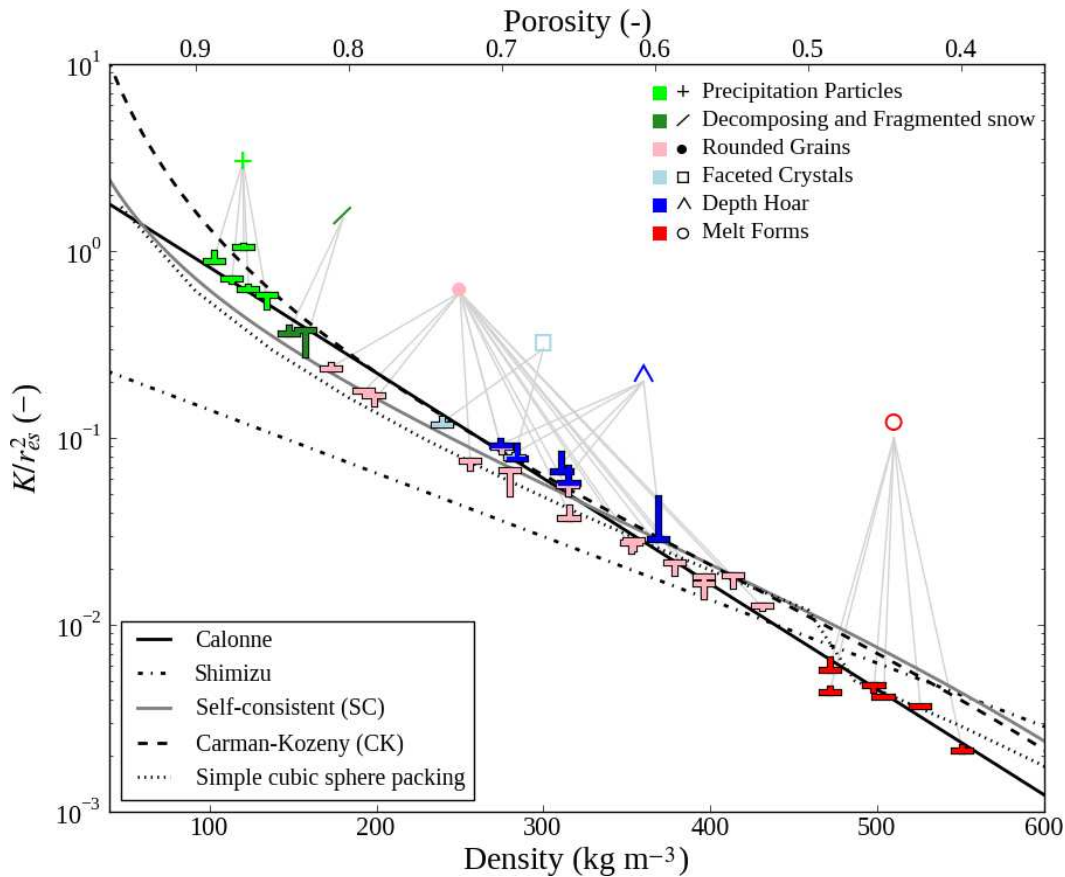 Porosity (-)
0.9 0.8 0.7 0.6 0.5 0.4
10¹
10⁰
10⁻¹
10⁻²
10⁻³
K/r²ₑₛ (−)
Precipitation Particles
Decomposing and Fragmented snow
Rounded Grains
Faceted Crystals
Depth Hoar
Melt Forms
Calonne
Shimizu
Self-consistent (SC)
Carman-Kozeny (CK)
Simple cubic sphere packing
100 200 300 400 500 600
Density (kg m⁻³)